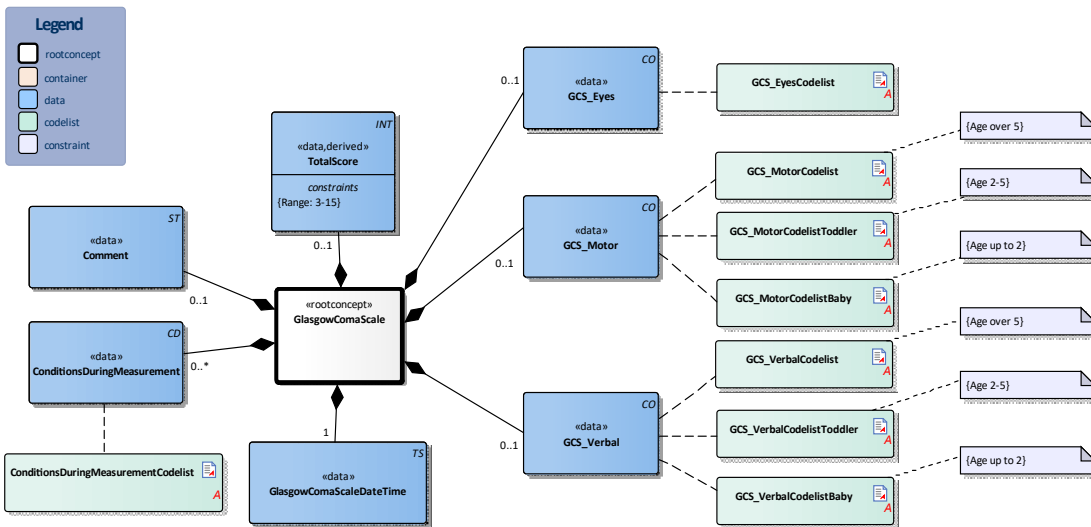 Legend
rootconcept
container
data
codelist
constraint
INT
«data,derived»
TotalScore
constraints
{Range: 3-15}
0..1
ST
«data»
Comment
0..1
CD
«data»
ConditionsDuringMeasurement
0..*
ConditionsDuringMeasurementCodelist
A
«rootconcept»
GlasgowComaScale
1
TS
«data»
GlasgowComaScaleDateTime
CO
«data»
GCS_Eyes
0..1
GCS_EyesCodelist
A
CO
«data»
GCS_Motor
0..1
GCS_MotorCodelist
A
{Age over 5}
GCS_MotorCodelistToddler
A
{Age 2-5}
GCS_MotorCodelistBaby
A
{Age up to 2}
CO
«data»
GCS_Verbal
0..1
GCS_VerbalCodelist
A
{Age over 5}
GCS_VerbalCodelistToddler
A
{Age 2-5}
GCS_VerbalCodelistBaby
A
{Age up to 2}